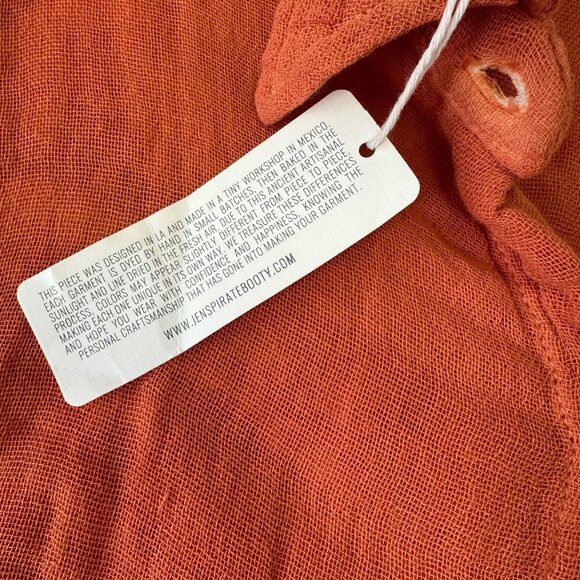 THIS PIECE WAS DESIGNED IN LA AND MADE IN A TINY WORKSHOP IN MEXICO.
EACH GARMENT IS DYED BY HAND IN SMALL BATCHES, THEN BAKED IN THE
SUNLIGHT AND LINE DRIED IN THE FRESH AIR. DUE TO THIS ANCIENT ARTISANAL
PROCESS, COLORS MAY APPEAR SLIGHTLY DIFFERENT FROM PIECE TO PIECE,
MAKING EACH ONE UNIQUE IN ITS OWN WAY. WE TREASURE THESE DIFFERENCES
AND HOPE YOU WEAR WITH CONFIDENCE AND HAPPINESS KNOWING THE
PERSONAL CRAFTSMANSHIP THAT HAS GONE INTO MAKING YOUR GARMENT.
WWW.JENSPIRATEBOOTY.COM